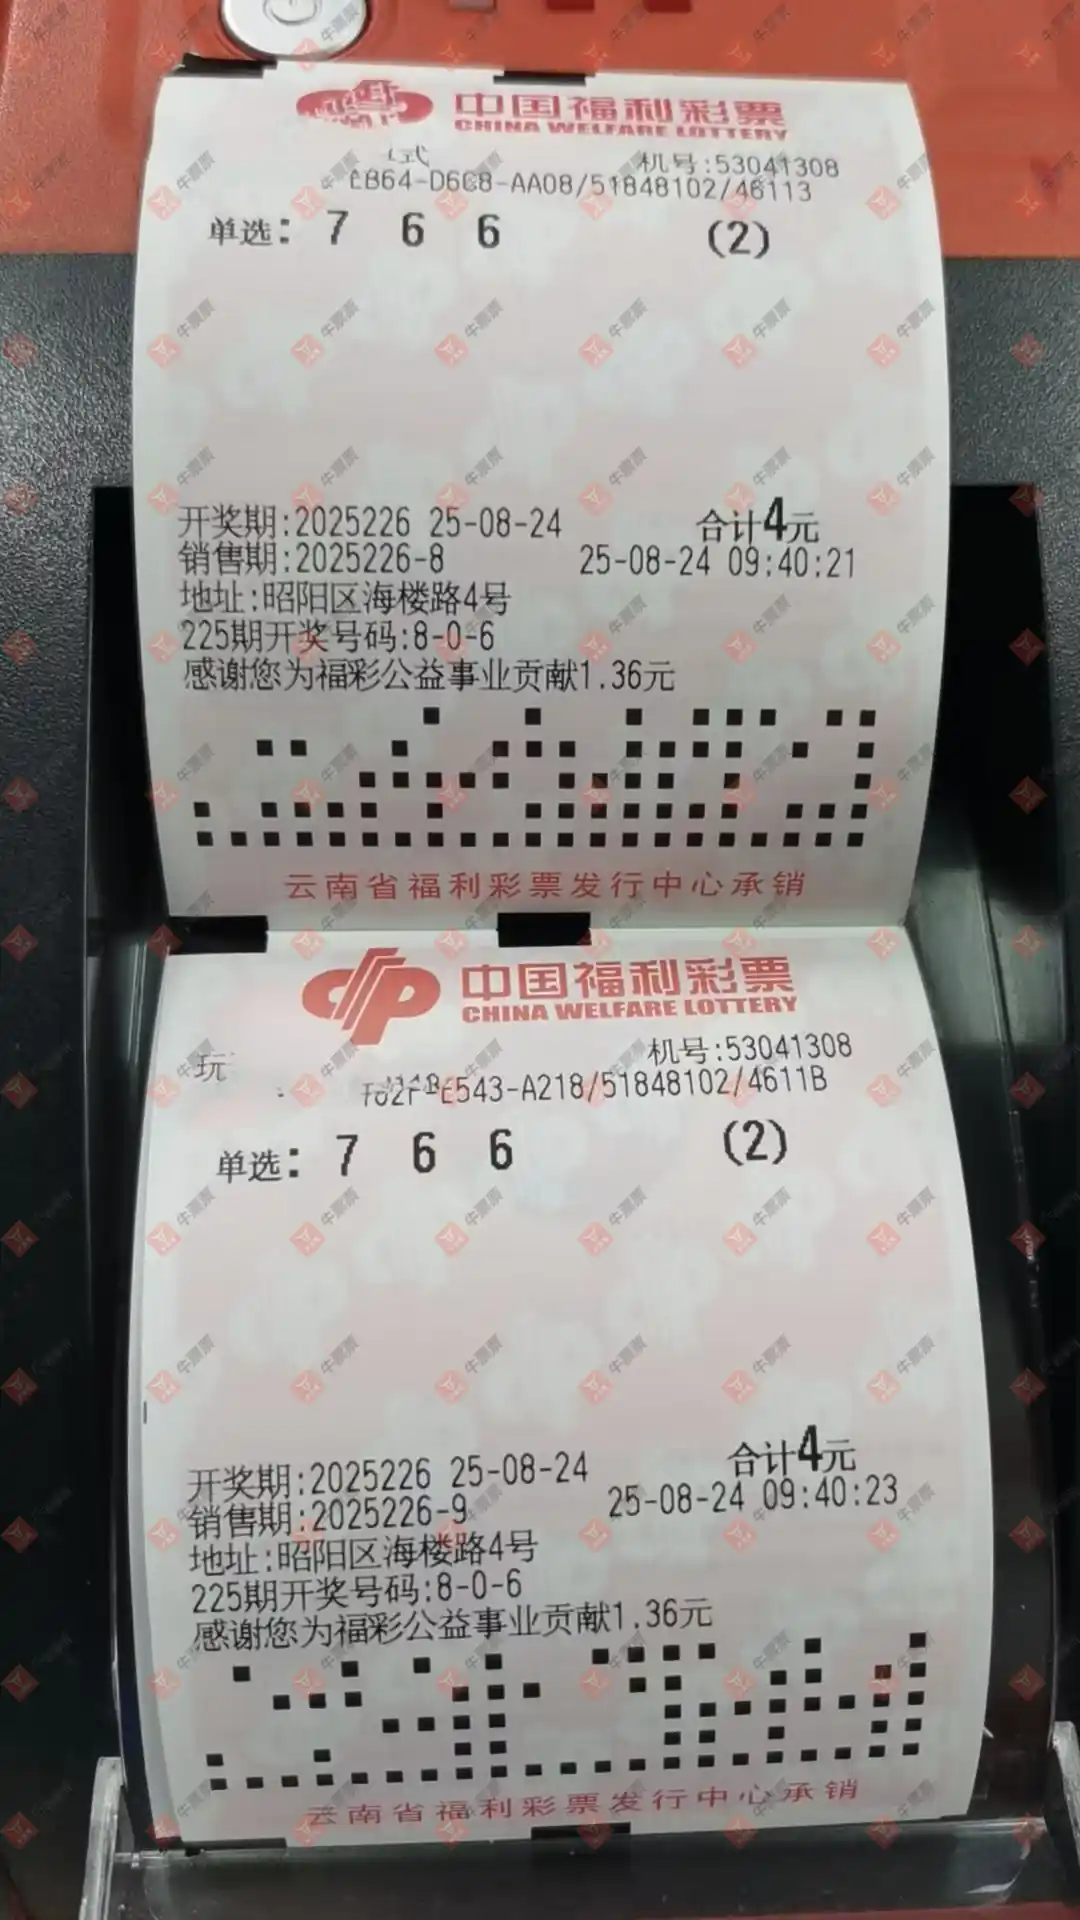 中国福利彩票
CHINA WELFARE LOTTERY
式 机号:53041308
B64-D6C8-AA08/51848102/46113
单选: 7 6 6 (2)
开奖期:2025226 25-08-24 合计4元
销售期:2025226-8 25-08-24 09:40:21
地址:昭阳区海楼路4号
225期开奖号码:8-0-6
感谢您为福彩公益事业贡献1.36元
云南省福利彩票发行中心承销
中国福利彩票
CHINA WELFARE LOTTERY
玩 机号:53041308
E543-A218/51848102/4611B
单选: 7 6 6 (2)
开奖期:2025226 25-08-24 合计4元
销售期:2025226-9 25-08-24 09:40:23
地址:昭阳区海楼路4号
225期开奖号码:8-0-6
感谢您为福彩公益事业贡献1.36元
云南省福利彩票发行中心承销
牛票票